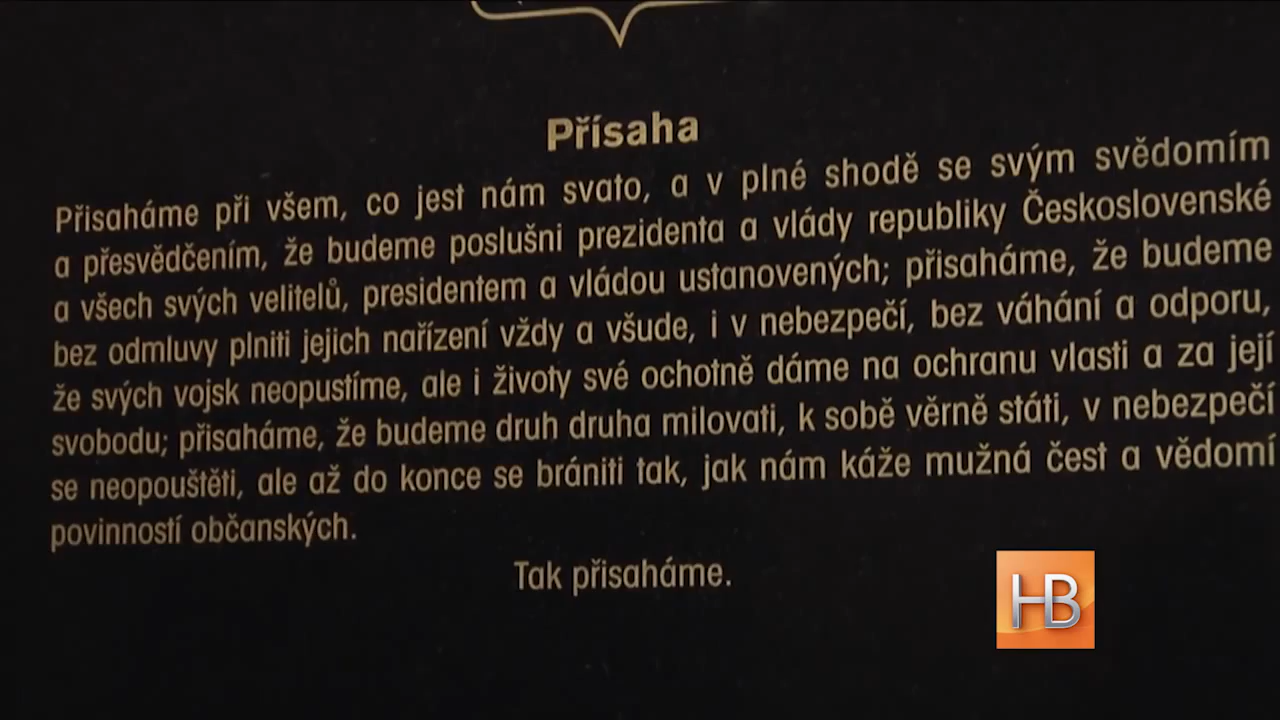 Přísaha
Přisaháme při všem, co jest nám svato, a v plné shodě se svým svědomím
a přesvědčením, že budeme poslušni prezidenta a vlády republiky Československé
a všech svých velitelů, presidentem a vládou ustanovených; přisaháme, že budeme
bez odmluvy plniti jejich nařízení vždy a všude, i v nebezpečí, bez váhání a odporu,
že svých vojsk neopustíme, ale i životy své ochotně dáme na ochranu vlasti a za její
svobodu; přisaháme, že budeme druh druha milovati, k sobě věrně státi, v nebezpečí
se neopouštěti, ale až do konce se brániti tak, jak nám káže mužná čest a vědomí
povinností občanských.
Tak přisaháme.
HB